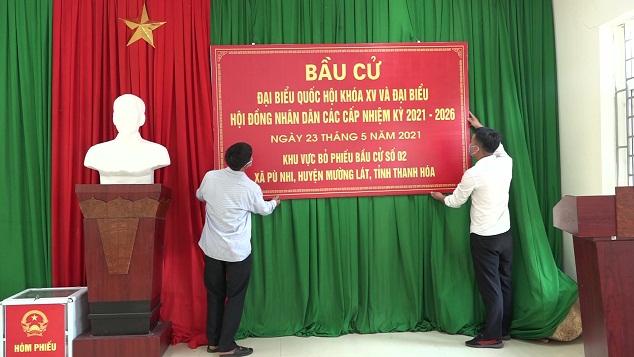 BẦU CỬ
ĐẠI BIỂU QUỐC HỘI KHÓA XV VÀ ĐẠI BIỂU
HỘI ĐỒNG NHÂN DÂN CÁC CẤP NHIỆM KỲ 2021 - 2026
NGÀY 23 THÁNG 5 NĂM 2021
KHU VỰC BỎ PHIẾU BẦU CỬ SỐ 02
XÃ PÙ NHI, HUYỆN MƯỜNG LÁT, TỈNH THANH HÓA
HÒM PHIẾU